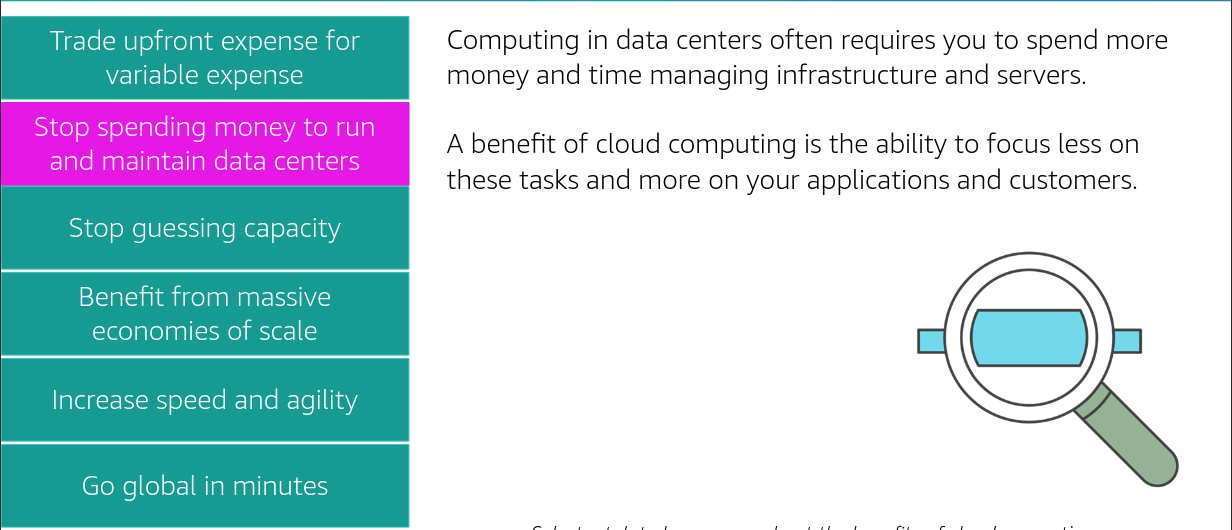 Trade upfront expense for
variable expense
Stop spending money to run
and maintain data centers
Stop guessing capacity
Benefit from massive
economies of scale
Increase speed and agility
Go global in minutes
Computing in data centers often requires you to spend more
money and time managing infrastructure and servers.
A benefit of cloud computing is the ability to focus less on
these tasks and more on your applications and customers.